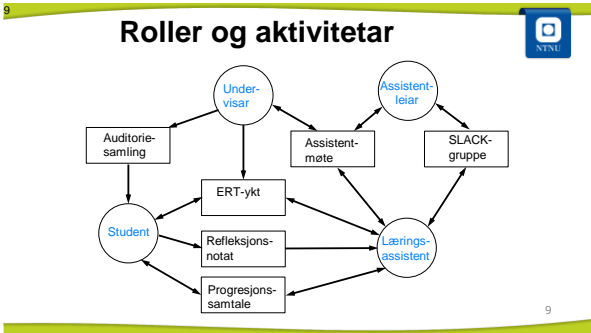 9
Roller og aktivitetar
NTNU
Under-
visar
Assistent-
leiar
Auditorie-
samling
Assistent-
møte
SLACK-
gruppe
ERT-ykt
Student
Refleksjons-
notat
Lærings-
assistent
Progresjons-
samtale
9